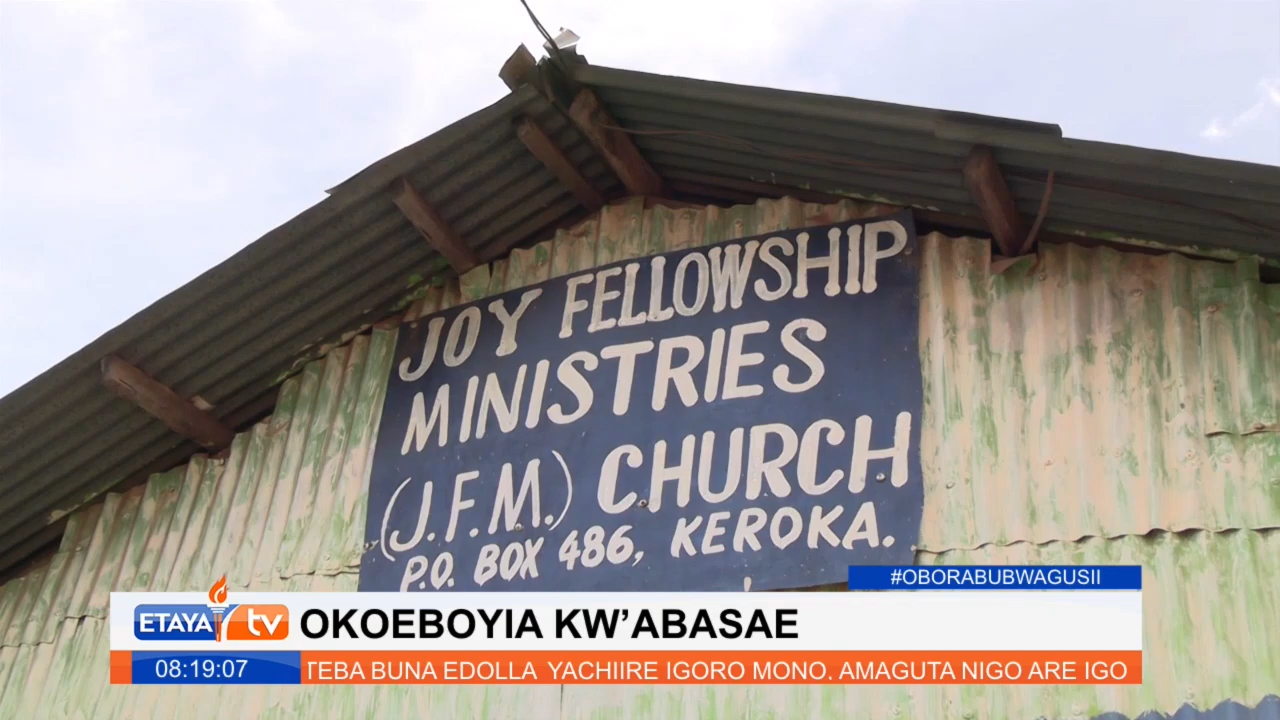 JOY FELLOWSHIP
MINISTRIES
(J.F.M.) CHURCH
P.O. BOX 486, KEROKA.
#OBORABUBWAGUSII
ETAYA tv
OKOEBOYIA KW’ABASAE
08:19:07
TEBA BUNA EDOLLA YACHIIRE IGORO MONO. AMAGUTA NIGO ARE IGO